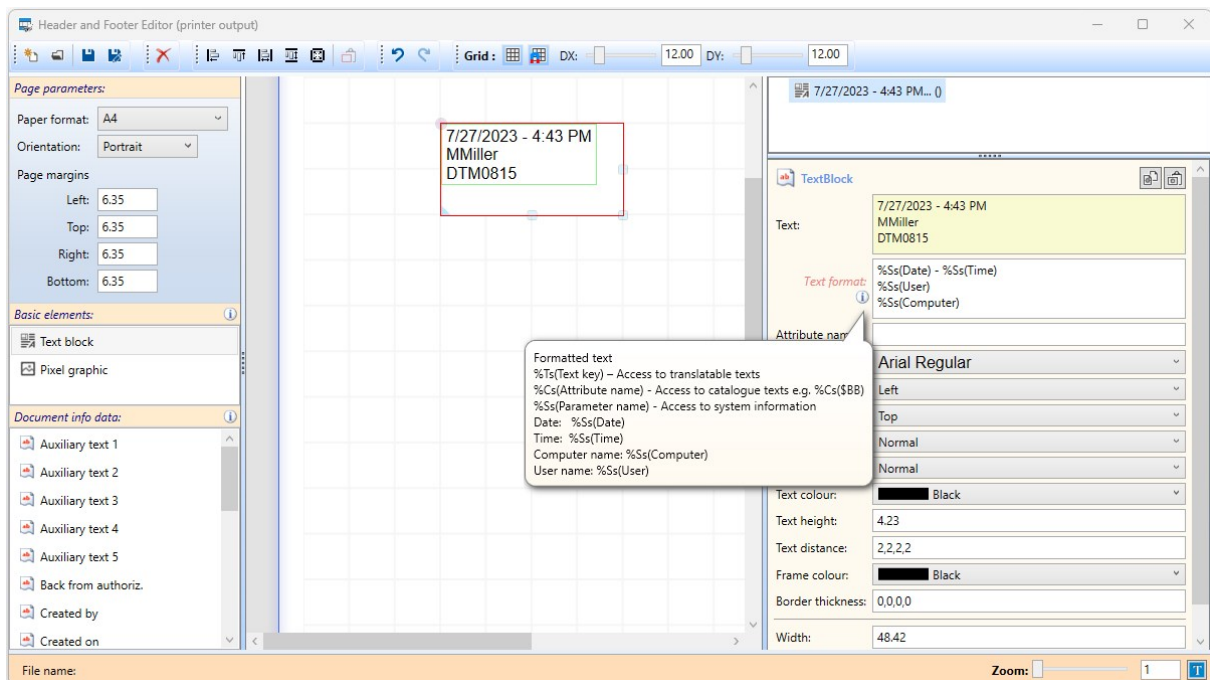 Header and Footer Editor (printer output)
Grid :
DX:
12.00
DY:
12.00
Page parameters:
Paper format: A4
Orientation: Portrait
Page margins
Left: 6.35
Top: 6.35
Right: 6.35
Bottom: 6.35
Basic elements:
Text block
Pixel graphic
Document info data:
Auxiliary text 1
Auxiliary text 2
Auxiliary text 3
Auxiliary text 4
Auxiliary text 5
Back from authoriz.
Created by
Created on
7/27/2023 - 4:43 PM
MMiller
DTM0815
Formatted text
%Ts(Text key) – Access to translatable texts
%Cs(Attribute name) - Access to catalogue texts e.g. %Cs($BB)
%Ss(Parameter name) - Access to system information
Date: %Ss(Date)
Time: %Ss(Time)
Computer name: %Ss(Computer)
User name: %Ss(User)
7/27/2023 - 4:43 PM... ()
TextBlock
Text:
7/27/2023 - 4:43 PM
MMiller
DTM0815
Text format:
%Ss(Date) - %Ss(Time)
%Ss(User)
%Ss(Computer)
Attribute nam
Arial Regular
Left
Top
Normal
Normal
Text colour: Black
Text height: 4.23
Text distance: 2,2,2,2
Frame colour: Black
Border thickness: 0,0,0,0
Width: 48.42
File name:
Zoom: 1
T